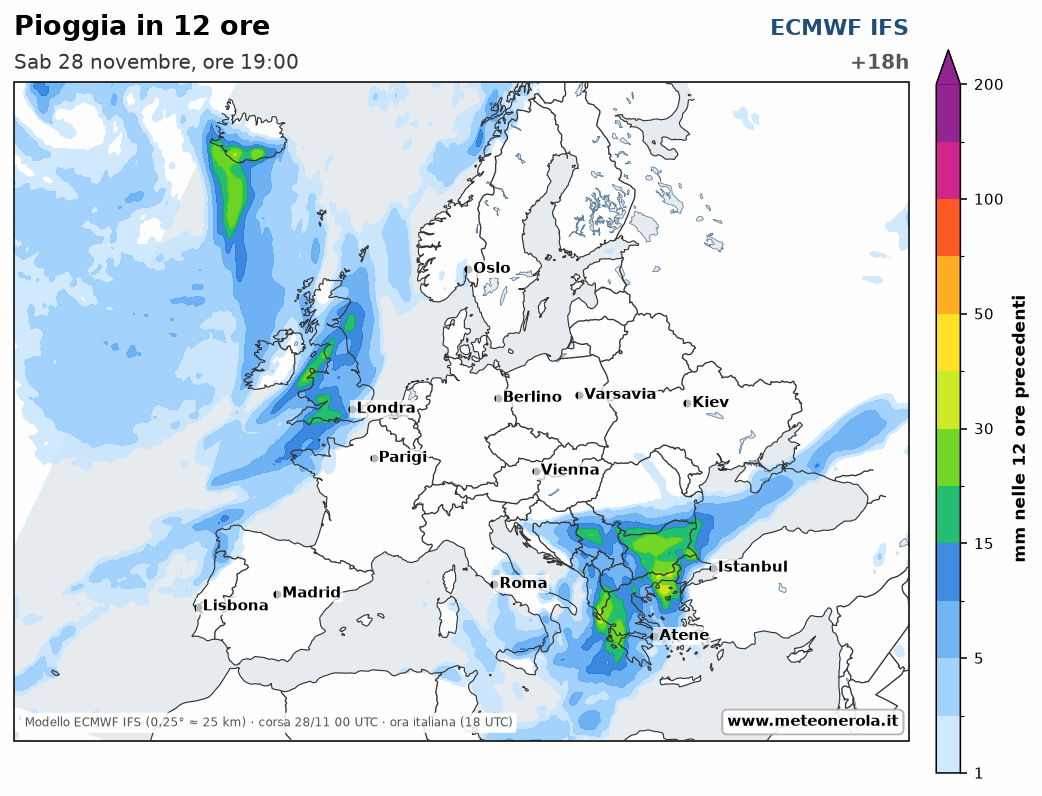 Pioggia in 12 ore
ECMWF IFS
Sab 28 novembre, ore 19:00
+18h
200
100
50
30
15
5
1
mm nelle 12 ore precedenti
Oslo
Berlino
Varsavia
Kiev
Londra
Parigi
Vienna
Istanbul
Roma
Madrid
Lisbona
Atene
Modello ECMWF IFS (0,25° ≈ 25 km) · corsa 28/11 00 UTC · ora italiana (18 UTC)
www.meteonerola.it